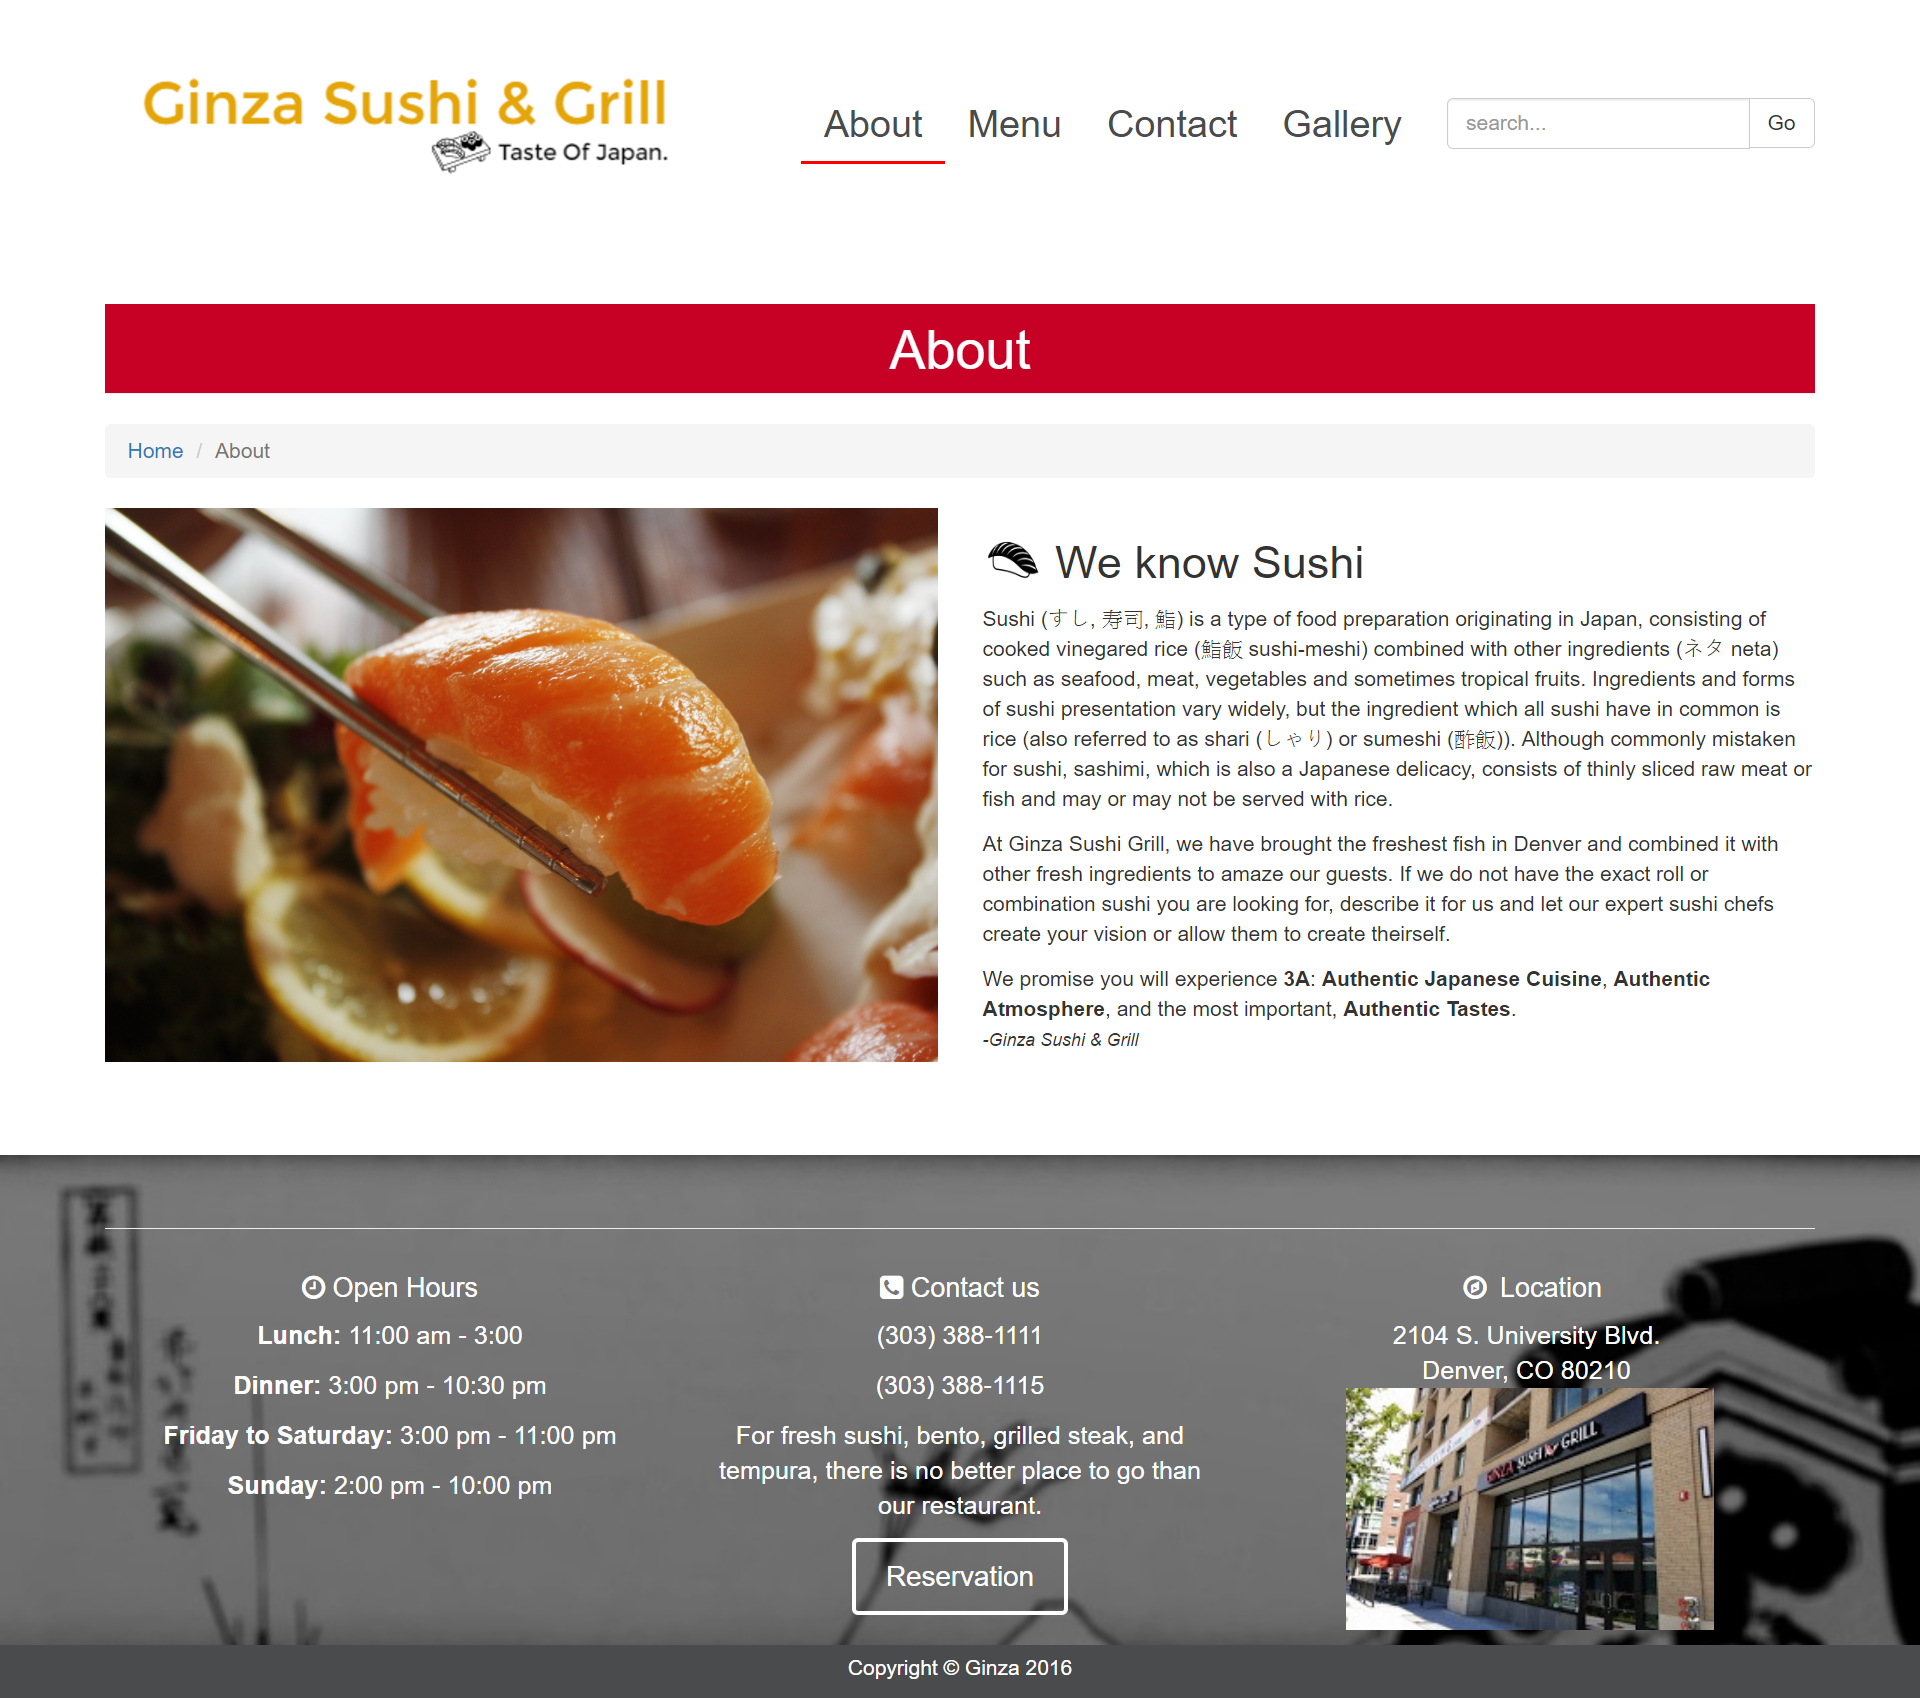 Ginza Sushi & Grill
Taste Of Japan.
About
Menu
Contact
Gallery
search...
Go
About
Home / About
We know Sushi
Sushi (すし, 寿司, 鮨) is a type of food preparation originating in Japan, consisting of
cooked vinegared rice (鮨飯 sushi-meshi) combined with other ingredients (ネタ neta)
such as seafood, meat, vegetables and sometimes tropical fruits. Ingredients and forms
of sushi presentation vary widely, but the ingredient which all sushi have in common is
rice (also referred to as shari (しゃり) or sumeshi (酢飯)). Although commonly mistaken
for sushi, sashimi, which is also a Japanese delicacy, consists of thinly sliced raw meat or
fish and may or may not be served with rice.
At Ginza Sushi Grill, we have brought the freshest fish in Denver and combined it with
other fresh ingredients to amaze our guests. If we do not have the exact roll or
combination sushi you are looking for, describe it for us and let our expert sushi chefs
create your vision or allow them to create theirself.
We promise you will experience 3A: Authentic Japanese Cuisine, Authentic
Atmosphere, and the most important, Authentic Tastes.
-Ginza Sushi & Grill
Open Hours
Lunch: 11:00 am - 3:00
Dinner: 3:00 pm - 10:30 pm
Friday to Saturday: 3:00 pm - 11:00 pm
Sunday: 2:00 pm - 10:00 pm
Contact us
(303) 388-1111
(303) 388-1115
For fresh sushi, bento, grilled steak, and
tempura, there is no better place to go than
our restaurant.
Reservation
Location
2104 S. University Blvd.
Denver, CO 80210
GINZA SUSHI GRILL
Copyright © Ginza 2016